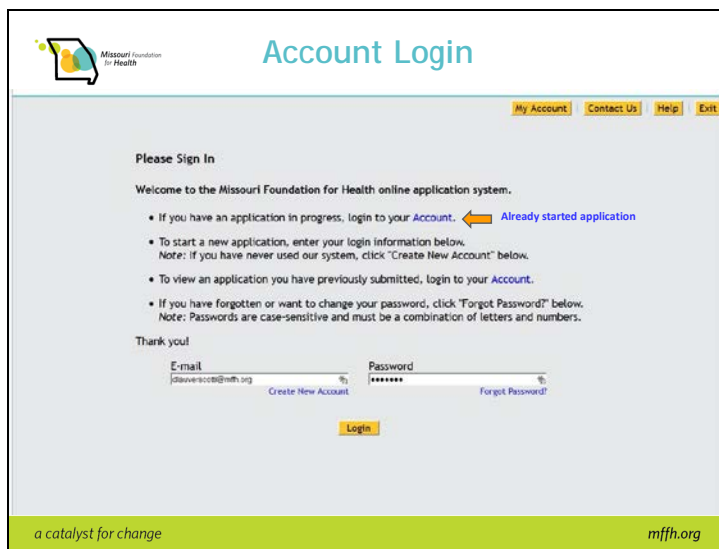 Missouri Foundation
for Health
Account Login
My Account | Contact Us | Help | Exit
Please Sign In
Welcome to the Missouri Foundation for Health online application system.
• If you have an application in progress, login to your Account.
Already started application
• To start a new application, enter your login information below.
Note: If you have never used our system, click "Create New Account" below.
• To view an application you have previously submitted, login to your Account.
• If you have forgotten or want to change your password, click "Forgot Password?" below.
Note: Passwords are case-sensitive and must be a combination of letters and numbers.
Thank you!
E-mail Password
•••••••
Create New Account Forgot Password?
Login
a catalyst for change mffh.org